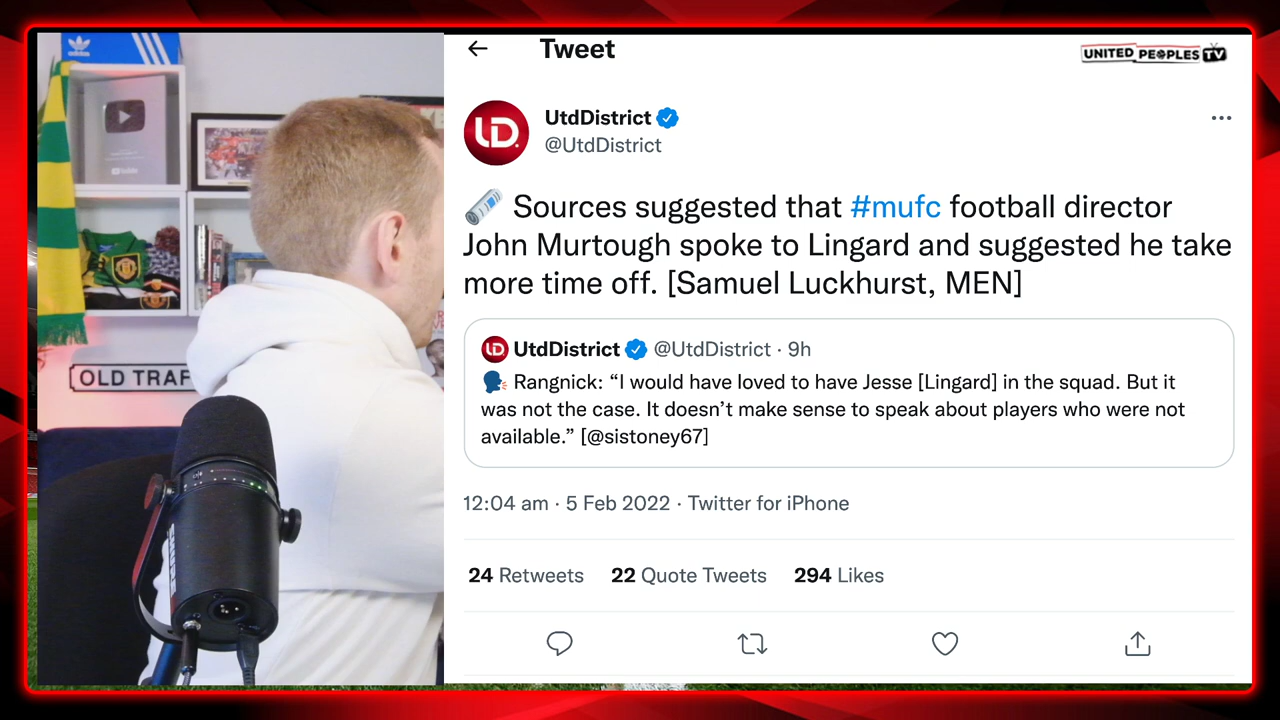 adidas
OLD TRAF
Tweet
UNITED PEOPLES TV
UD.
UtdDistrict
@UtdDistrict
Sources suggested that #mufc football director
John Murtough spoke to Lingard and suggested he take
more time off. [Samuel Luckhurst, MEN]
UD.
UtdDistrict @UtdDistrict · 9h
Rangnick: “I would have loved to have Jesse [Lingard] in the squad. But it
was not the case. It doesn’t make sense to speak about players who were not
available.” [@sistoney67]
12:04 am · 5 Feb 2022 · Twitter for iPhone
24 Retweets 22 Quote Tweets 294 Likes